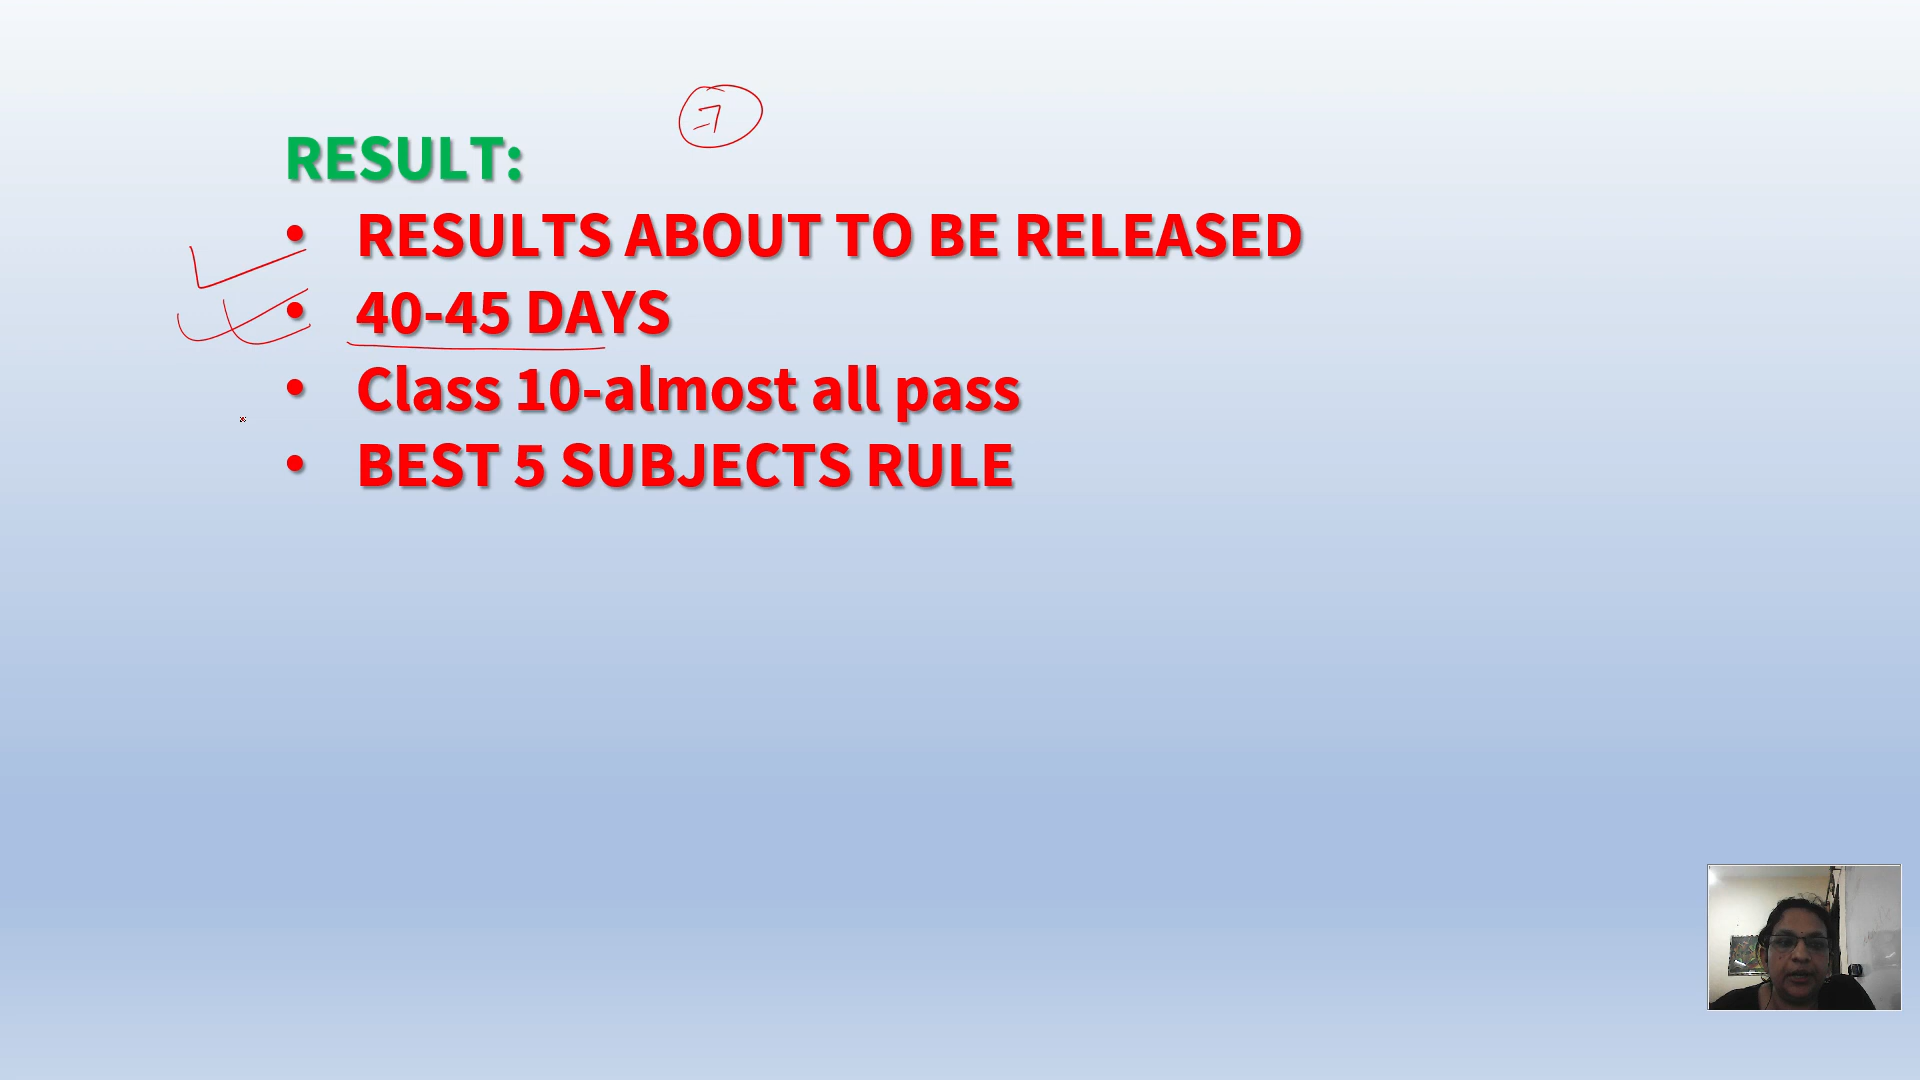 RESULT:
• RESULTS ABOUT TO BE RELEASED
• 40-45 DAYS
• Class 10-almost all pass
• BEST 5 SUBJECTS RULE